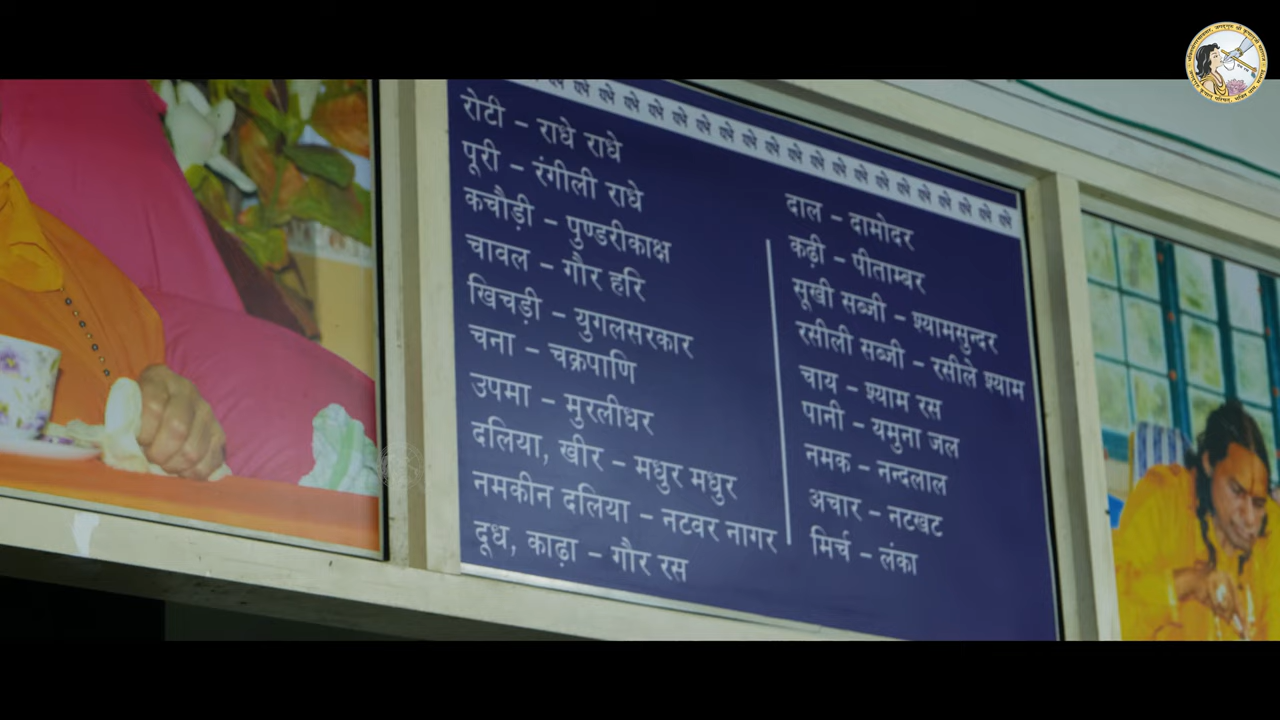 राधे राधे राधे राधे राधे राधे राधे राधे राधे राधे राधे राधे राधे राधे राधे राधे राधे राधे राधे
रोटी – राधे राधे
पूरी – रंगीली राधे
कचौड़ी – पुण्डरीकाक्ष
चावल – गौर हरि
खिचड़ी – युगलसरकार
चना – चक्रपाणि
उपमा – मुरलीधर
दलिया, खीर – मधुर मधुर
नमकीन दलिया – नटवर नागर
दूध, काढ़ा – गौर रस
दाल – दामोदर
कढ़ी – पीताम्बर
सूखी सब्जी – श्यामसुन्दर
रसीली सब्जी – रसीले श्याम
चाय – श्याम रस
पानी – यमुना जल
नमक – नन्दलाल
अचार – नटखट
मिर्च – लंका